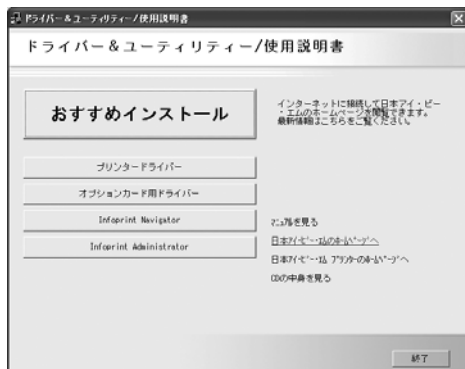 ドライバー＆ユーティリティー/使用説明書
ドライバー＆ユーティリティー/使用説明書
おすすめインストール
インターネットに接続して日本アイ・ビー
・エムのホームページを閲覧できます。
最新情報はこちらをご覧ください。
プリンタードライバー
オプションカード用ドライバー
Infoprint Navigator
Infoprint Administrator
ﾏﾆｭｱﾙを見る
日本ｱｲ･ﾋﾞｰ･ｴﾑのﾎｰﾑﾍﾟｰｼﾞへ
日本ｱｲ･ﾋﾞｰ･ｴﾑ ﾌﾟﾘﾝﾀｰのﾎｰﾑﾍﾟｰｼﾞへ
CDの中身を見る
終了